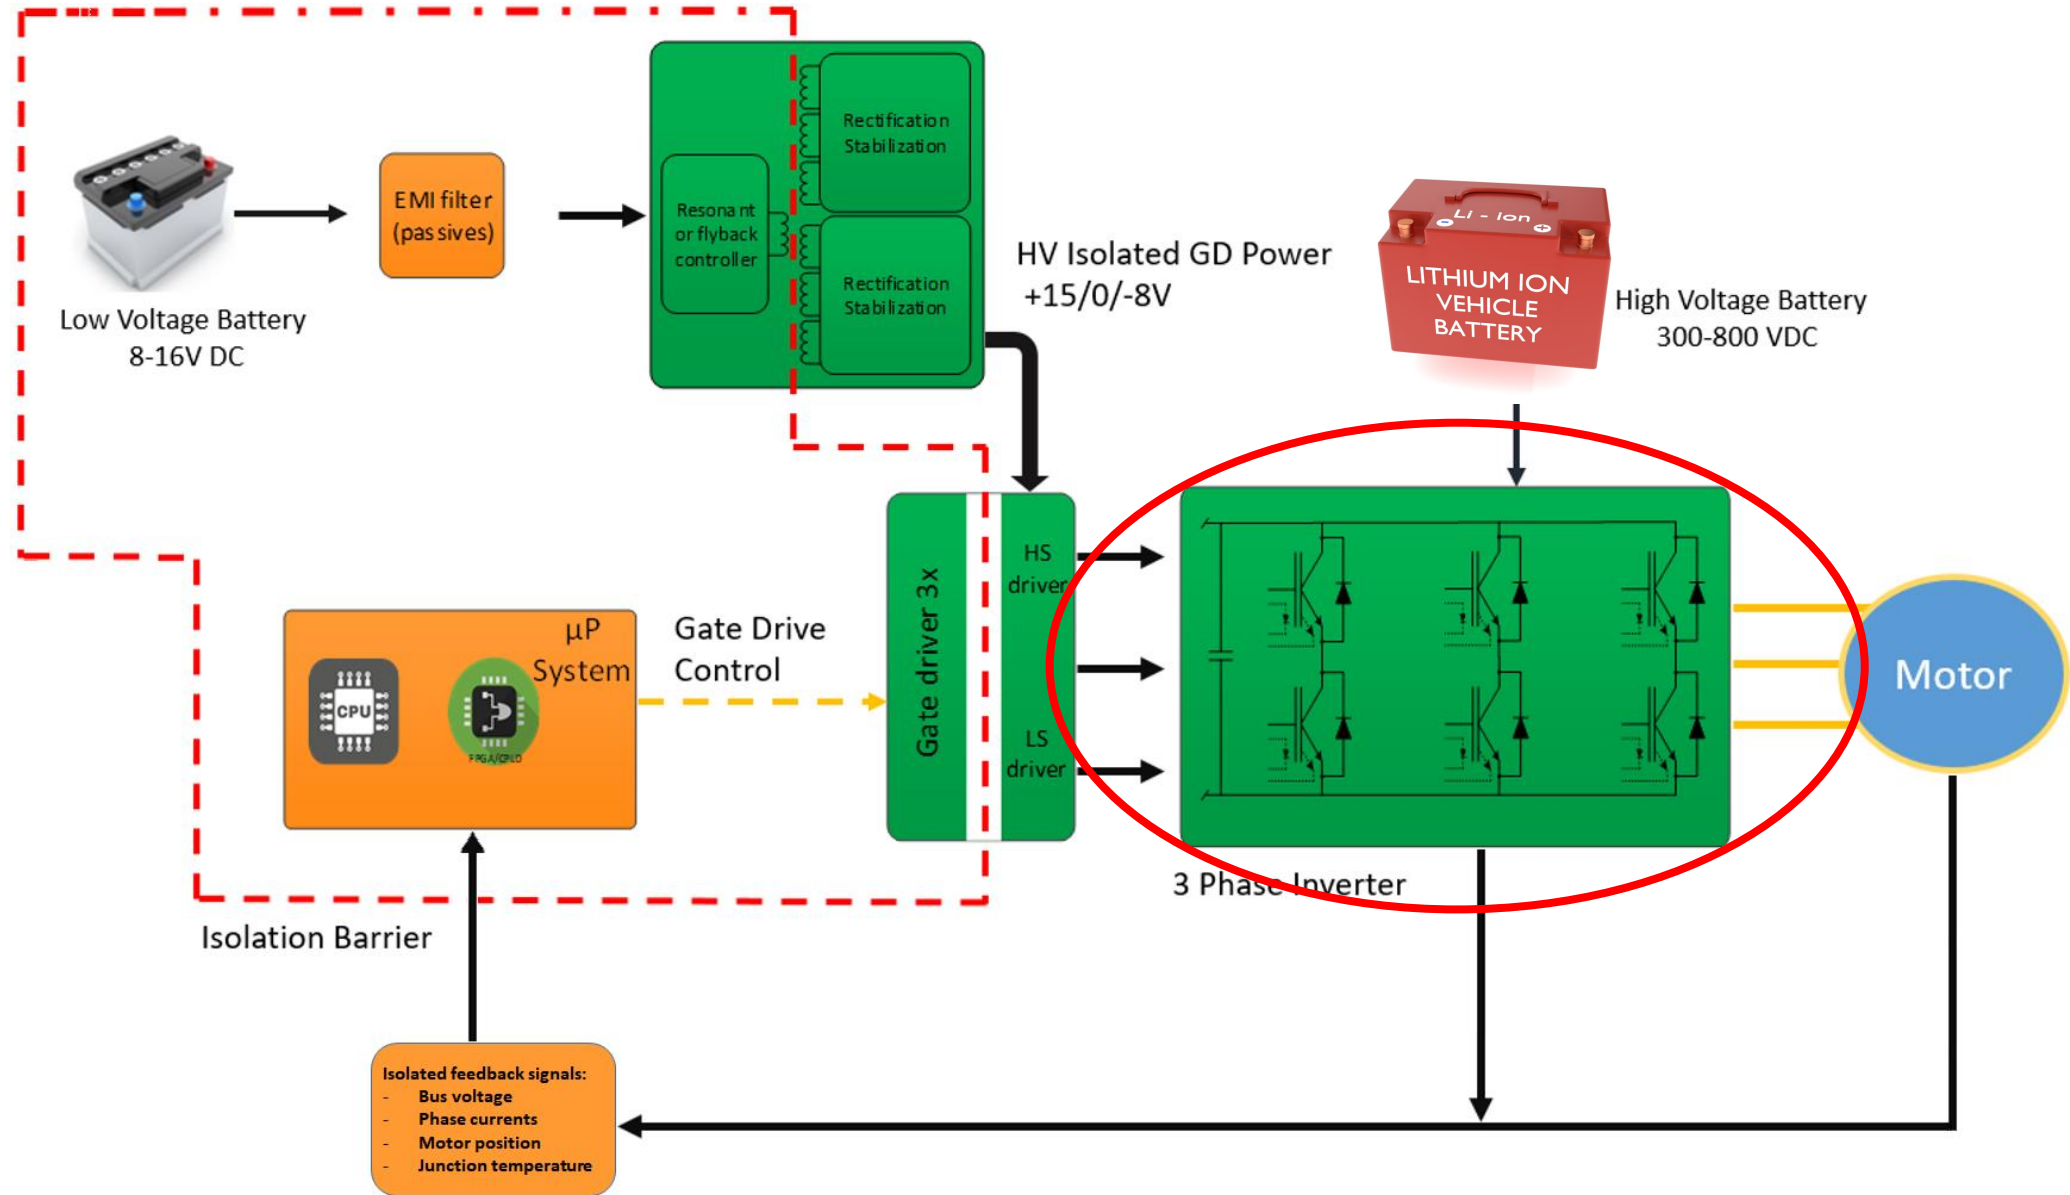 Rectification
Stabilization
EMI filter
(passives)
Resonant
or flyback
controller
Rectification
Stabilization
Low Voltage Battery
8-16V DC
HV Isolated GD Power
+15/0/-8V
Li - Ion
- +
LITHIUM ION
VEHICLE
BATTERY
High Voltage Battery
300-800 VDC
µP
System
CPU
FPGA/CPLD
Gate Drive
Control
Gate driver 3x
HS
driver
LS
driver
Motor
3 Phase Inverter
Isolation Barrier
Isolated feedback signals:
- Bus voltage
- Phase currents
- Motor position
- Junction temperature